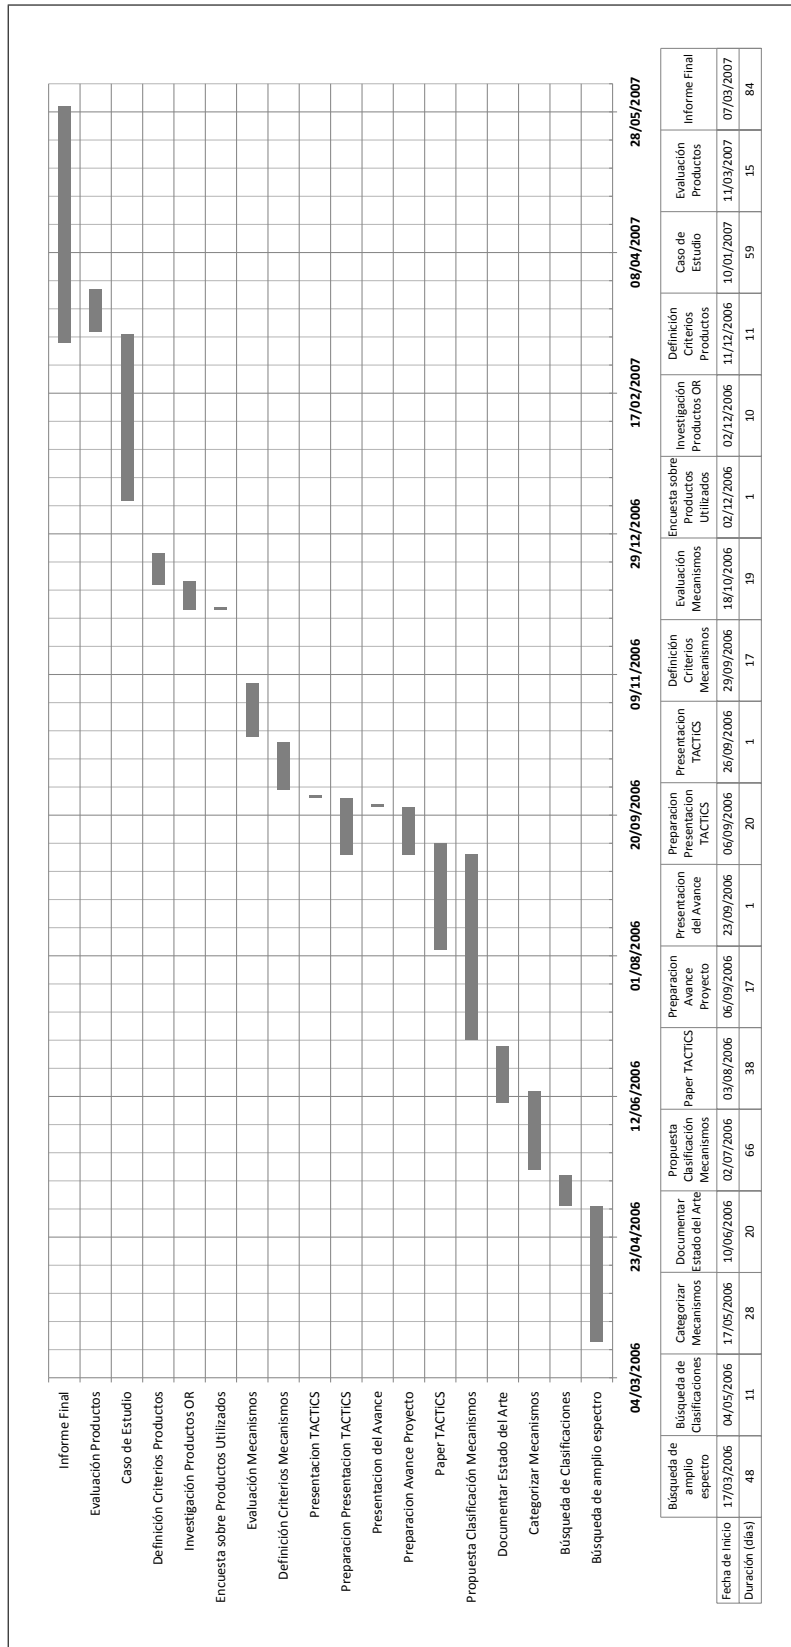 Informe Final
Evaluación Productos
Caso de Estudio
Definición Criterios Productos
Investigación Productos OR
Encuesta sobre Productos Utilizados
Evaluación Mecanismos
Definición Criterios Mecanismos
Presentacion TACTiCS
Preparacion Presentacion TACTiCS
Presentacion del Avance
Preparacion Avance Proyecto
Paper TACTiCS
Propuesta Clasificación Mecanismos
Documentar Estado del Arte
Categorizar Mecanismos
Búsqueda de Clasificaciones
Búsqueda de amplio espectro
04/03/2006 23/04/2006 12/06/2006 01/08/2006 20/09/2006 09/11/2006 29/12/2006 17/02/2007 08/04/2007 28/05/2007
Búsqueda de
amplio
espectro
Búsqueda de
Clasificaciones
Categorizar
Mecanismos
Documentar
Estado del Arte
Propuesta
Clasificación
Mecanismos
Paper TACTiCS
Preparacion
Avance
Proyecto
Presentacion
del Avance
Preparacion
Presentacion
TACTiCS
Presentacion
TACTiCS
Definición
Criterios
Mecanismos
Evaluación
Mecanismos
Encuesta sobre
Productos
Utilizados
Investigación
Productos OR
Definición
Criterios
Productos
Caso de
Estudio
Evaluación
Productos
Informe Final
Fecha de Inicio 17/03/2006 04/05/2006 17/05/2006 10/06/2006 02/07/2006 03/08/2006 06/09/2006 23/09/2006 06/09/2006 26/09/2006 29/09/2006 18/10/2006 02/12/2006 02/12/2006 11/12/2006 10/01/2007 11/03/2007 07/03/2007
Duración (días) 48 11 28 20 66 38 17 1 20 1 17 19 1 10 11 59 15 84